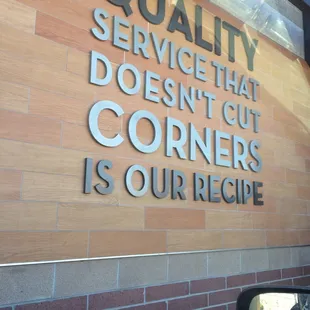 QUALITY
SERVICE THAT
DOESN'T CUT
CORNERS
IS OUR RECIPE